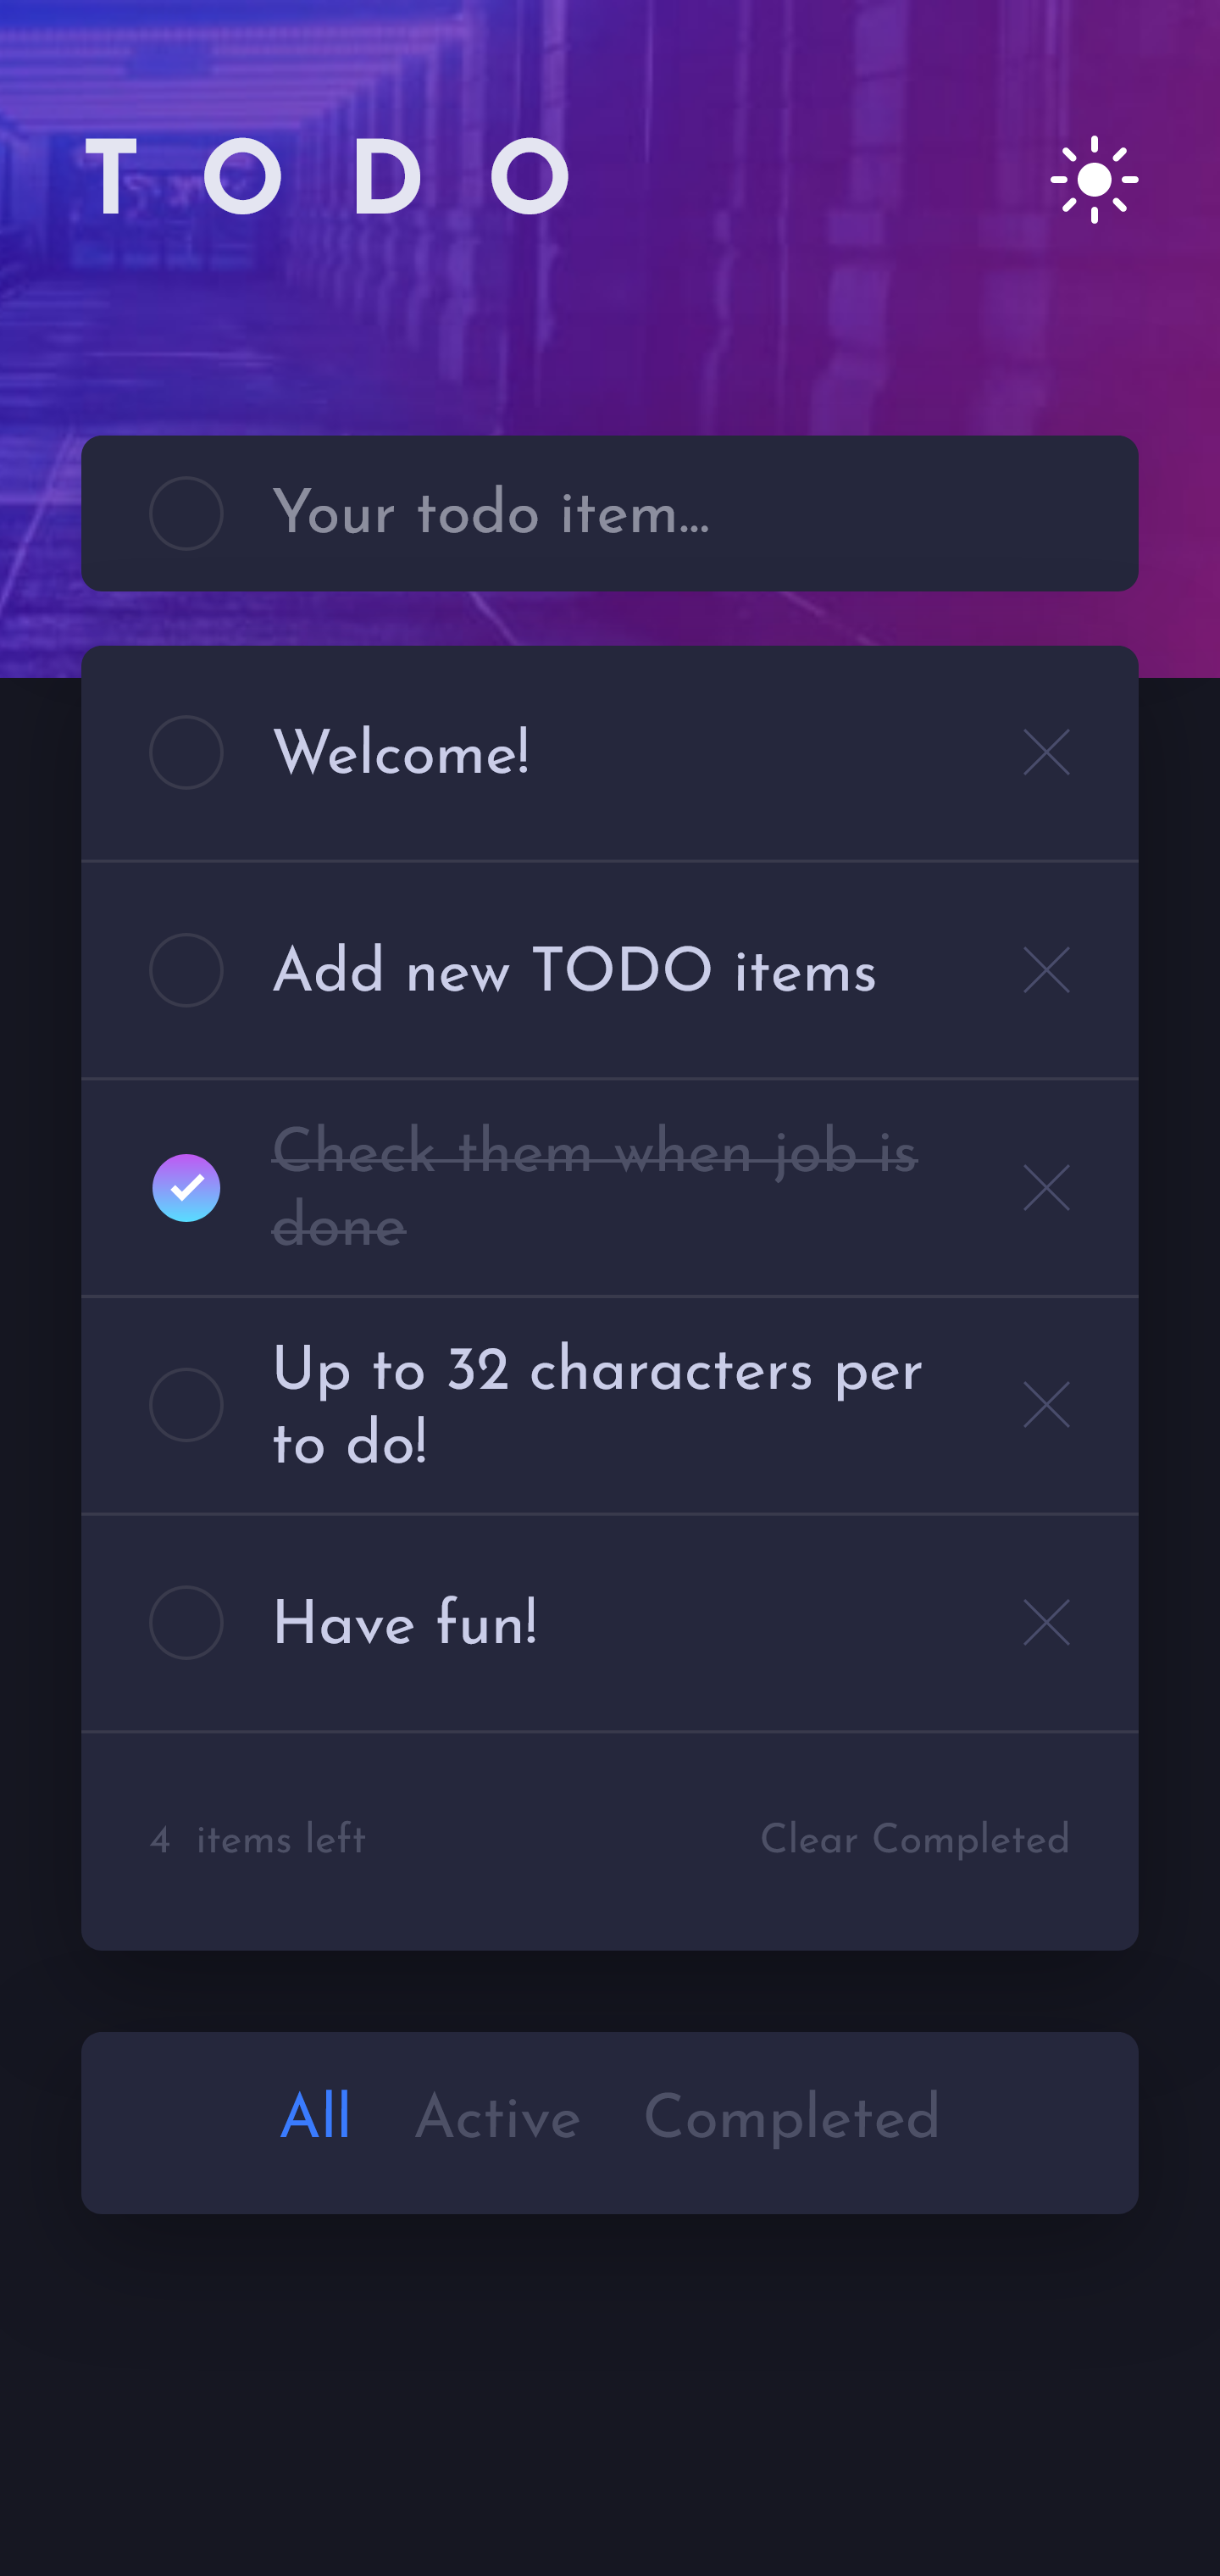 TODO
Your todo item...
Welcome!
Add new TODO items
Check them when job is
done
Up to 32 characters per
to do!
Have fun!
4 items left
Clear Completed
All Active Completed